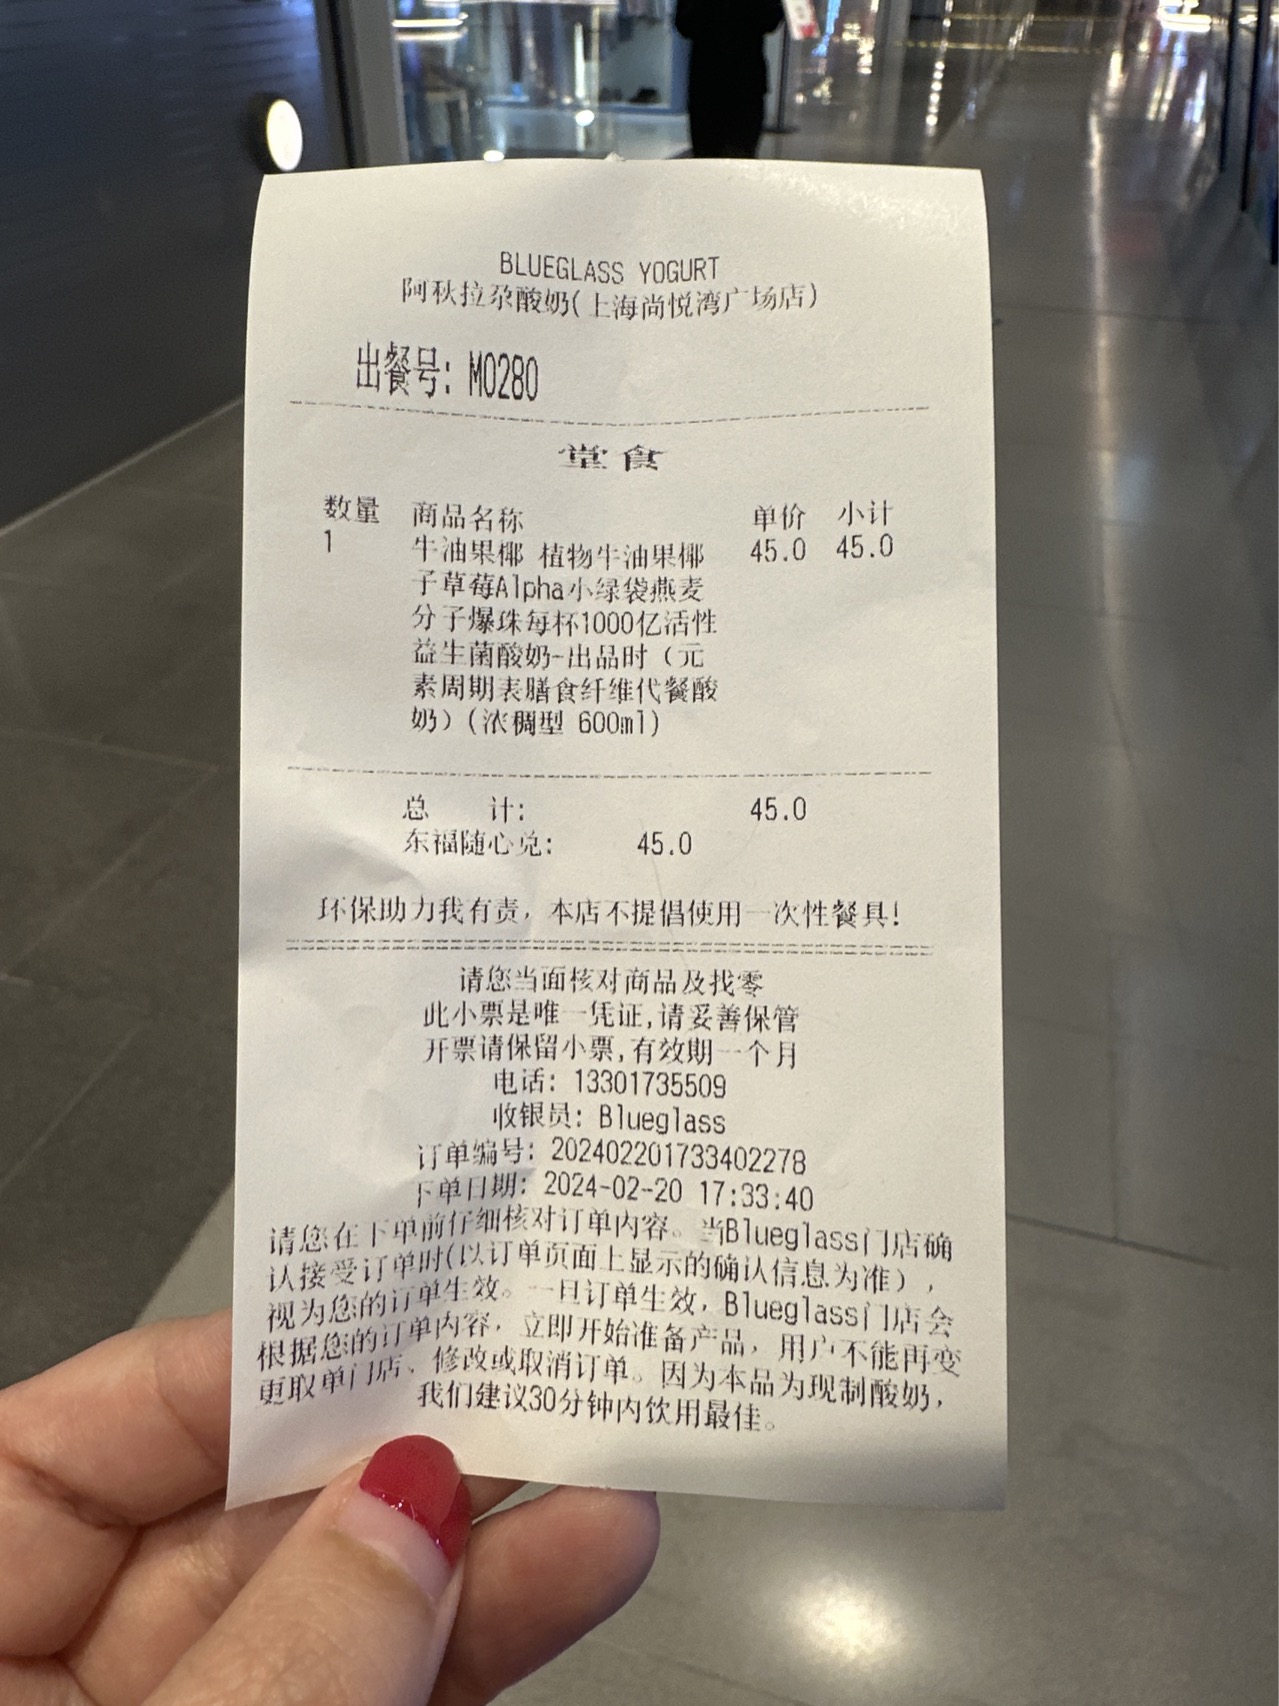 BLUEGLASS YOGURT
阿秋拉尕酸奶(上海尚悦湾广场店)
出餐号: M0280
堂食
数量 商品名称 单价 小计
1 牛油果椰 植物牛油果椰 45.0 45.0
子草莓Alpha小绿袋燕麦
分子爆珠每杯1000亿活性
益生菌酸奶-出品时（元
素周期表膳食纤维代餐酸
奶）(浓稠型 600ml)
总 计: 45.0
东福随心兑: 45.0
环保助力我有责，本店不提倡使用一次性餐具!
请您当面核对商品及找零
此小票是唯一凭证,请妥善保管
开票请保留小票,有效期一个月
电话: 13301735509
收银员: Blueglass
订单编号: 202402201733402278
下单日期: 2024-02-20 17:33:40
请您在下单前仔细核对订单内容。当Blueglass门店确
认接受订单时(以订单页面上显示的确认信息为准)，
视为您的订单生效。一旦订单生效，Blueglass门店会
根据您的订单内容，立即开始准备产品，用户不能再变
更取单门店、修改或取消订单。因为本品为现制酸奶，
我们建议30分钟内饮用最佳。